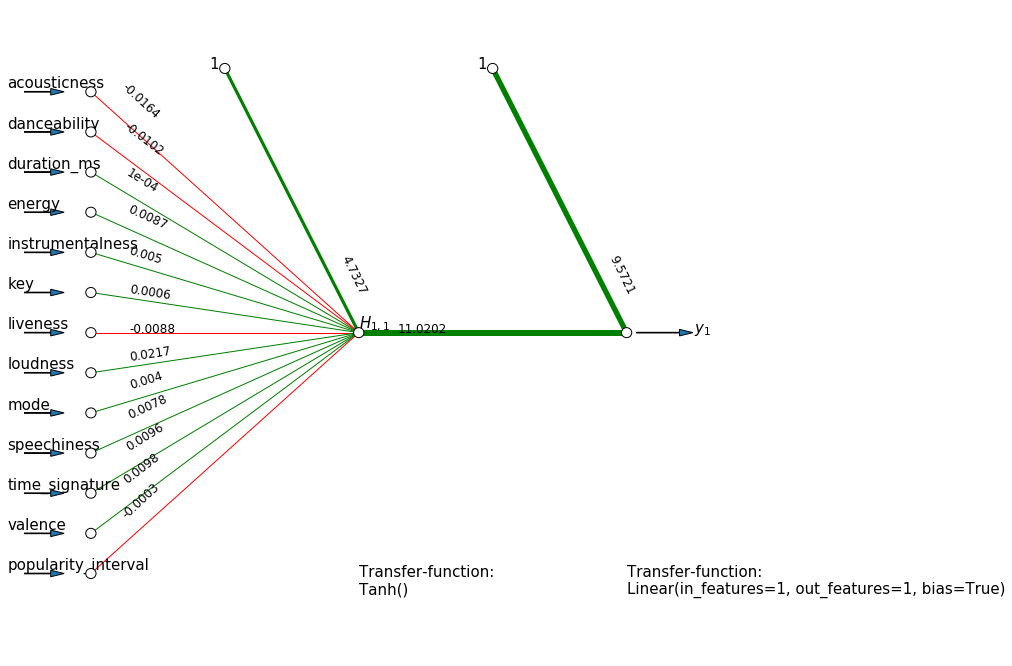 1
1
acousticness
-0.0164
danceability
-0.0102
duration_ms
1e-04
energy
0.0087
instrumentalness
0.005
key
0.0006
4.7327
9.5721
liveness
-0.0088
H1,1
11.0202
y1
loudness
0.0217
mode
0.004
speechiness
0.0078
time_signature
0.0096
valence
0.0098
popularity_interval
-0.0003
Transfer-function:
Tanh()
Transfer-function:
Linear(in_features=1, out_features=1, bias=True)